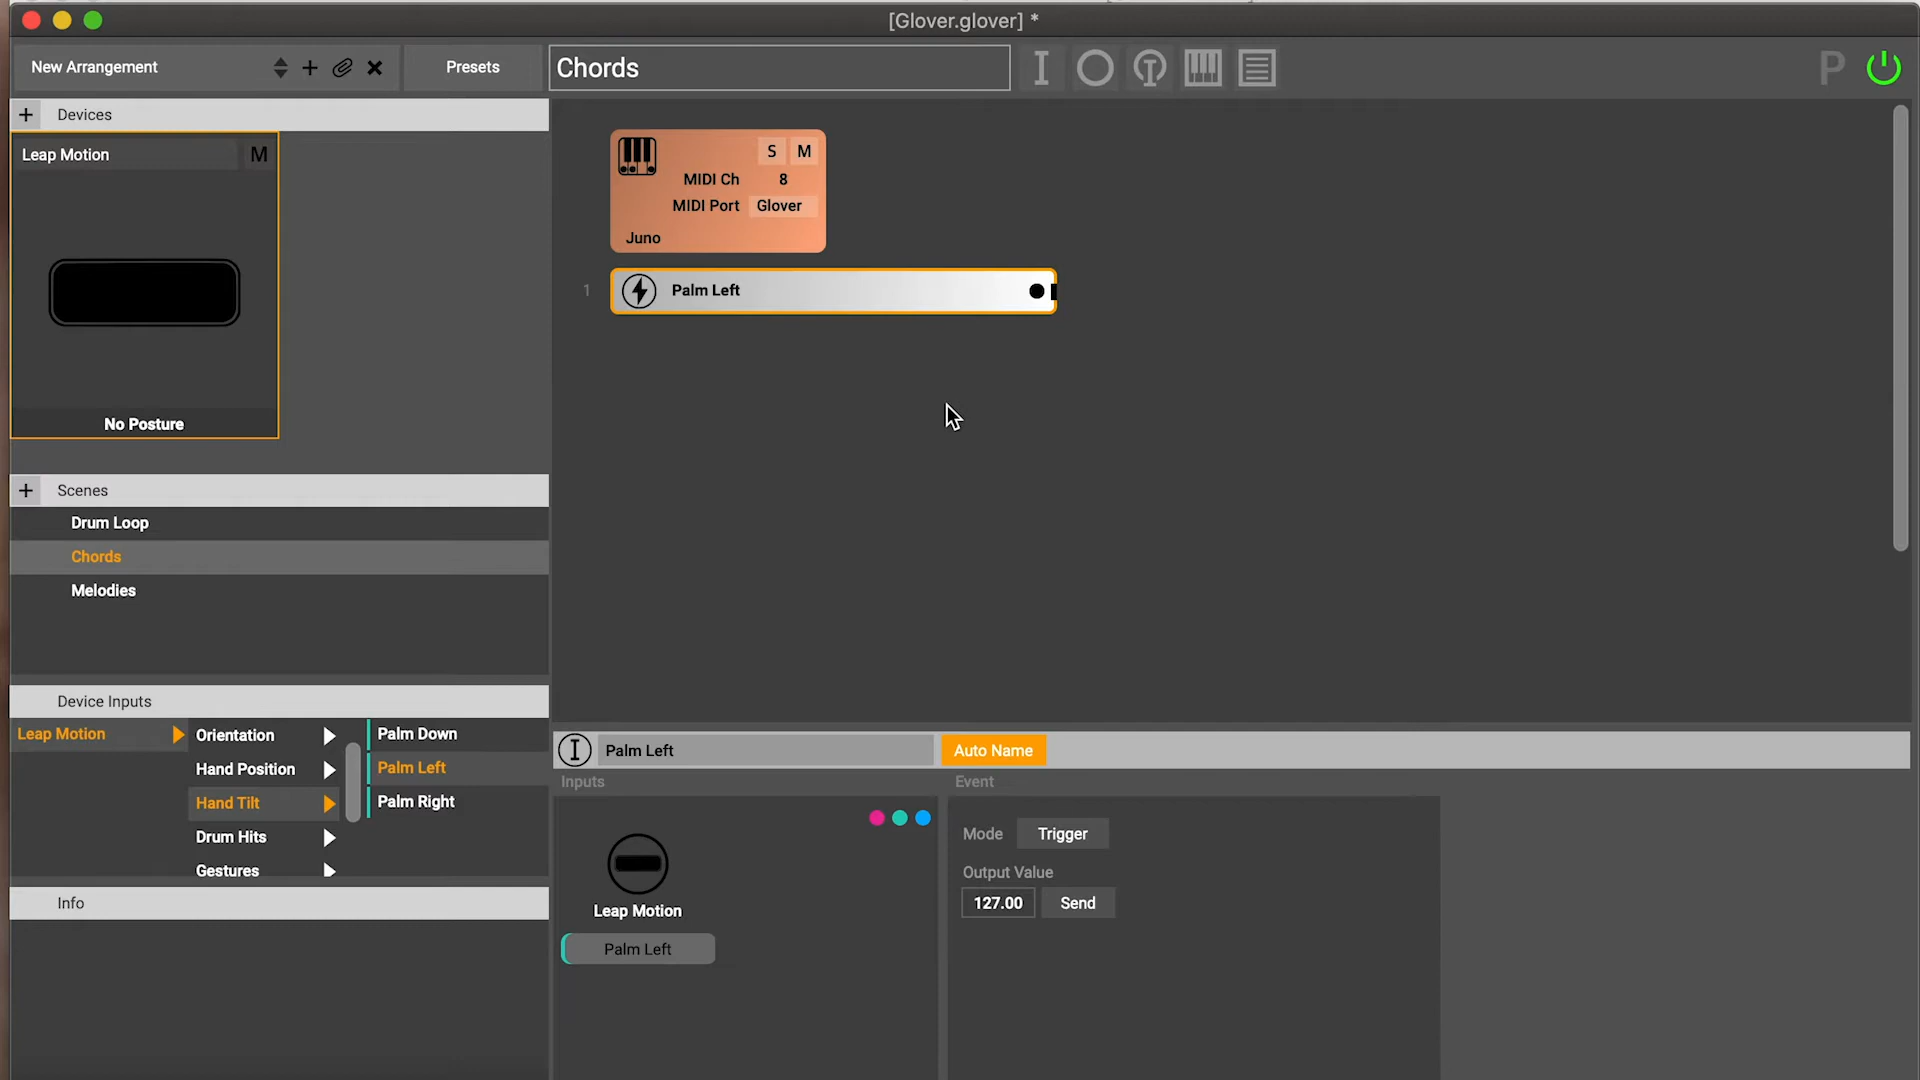 [Glover.glover] *
New Arrangement
Presets
Chords
P
Devices
Leap Motion M
No Posture
S M
MIDI Ch 8
MIDI Port Glover
Juno
1 Palm Left
Scenes
Drum Loop
Chords
Melodies
Device Inputs
Leap Motion
Orientation
Hand Position
Hand Tilt
Drum Hits
Gestures
Palm Down
Palm Left
Palm Right
Info
Palm Left
Auto Name
Inputs
Leap Motion
Palm Left
Event
Mode Trigger
Output Value
127.00 Send